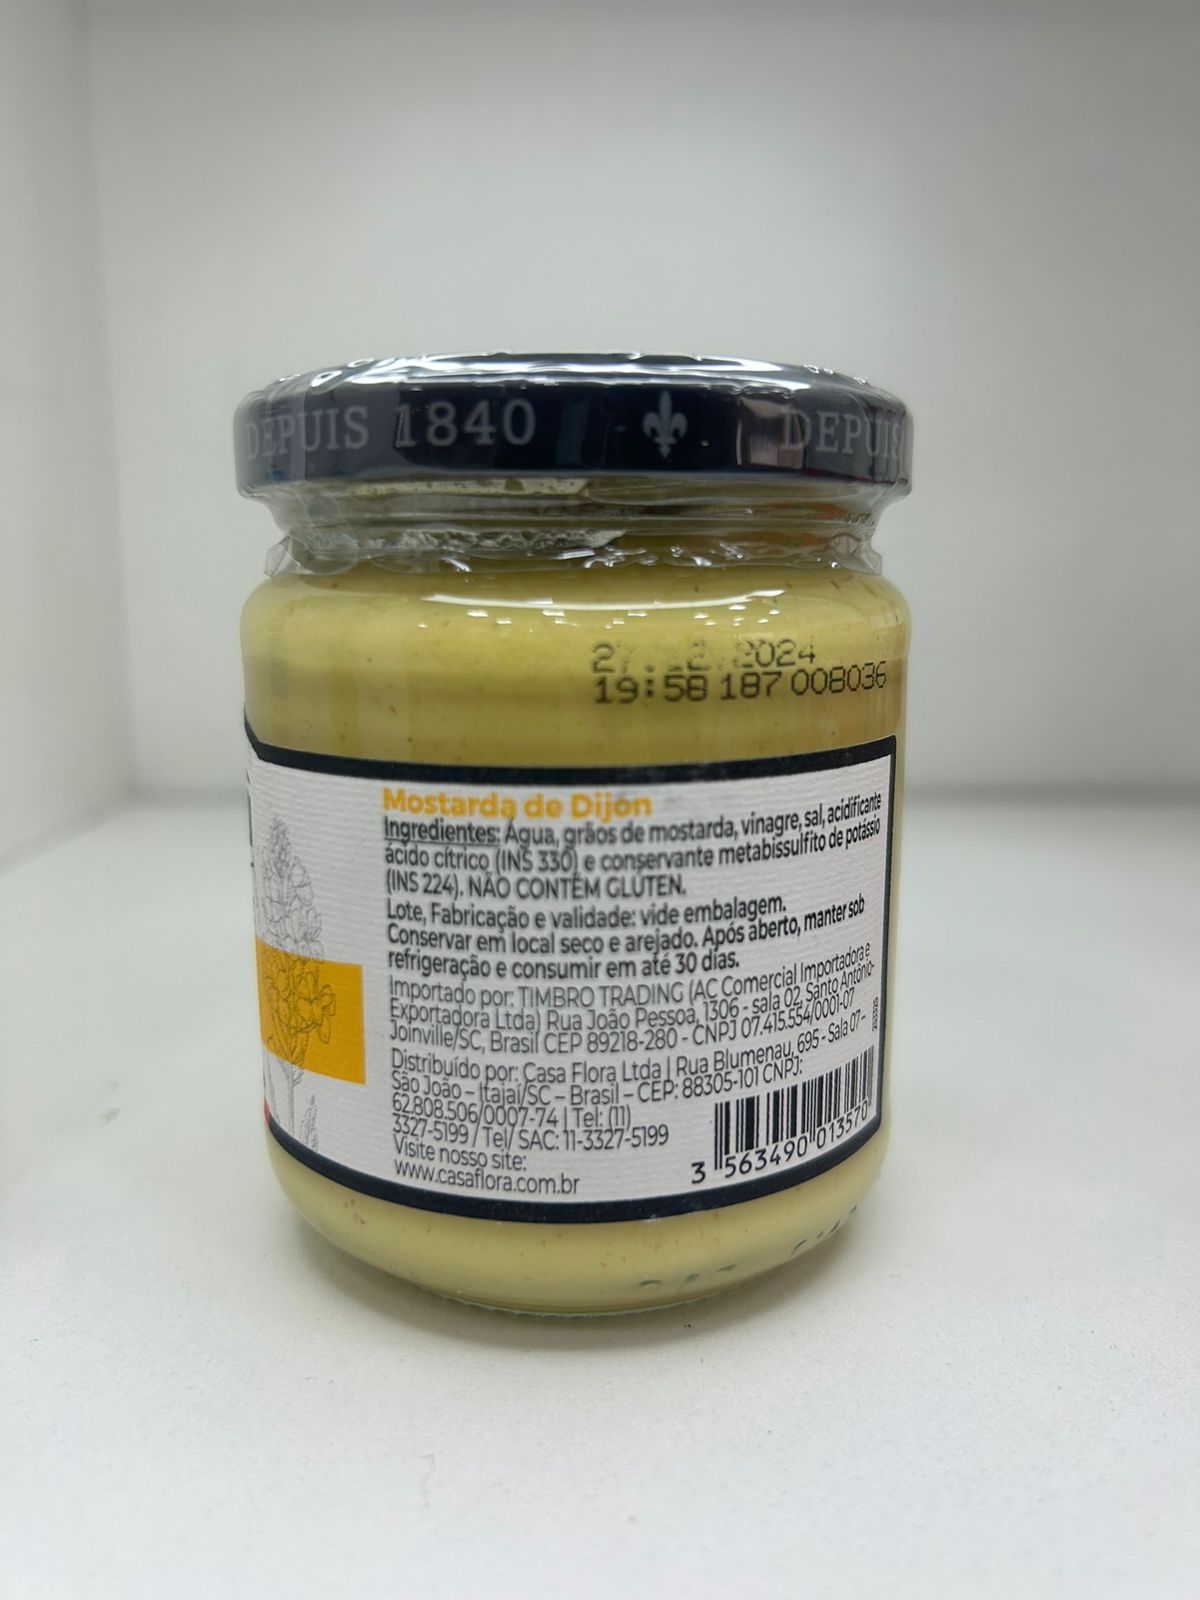 DEPUIS 1840 DEPUIS
2024
19:58 187 008036
Mostarda de Dijon
Ingredientes: Água, grãos de mostarda, vinagre, sal, acidificante
ácido cítrico (INS 330) e conservante metabissulfito de potássio
(INS 224). NÃO CONTÉM GLÚTEN.
Lote, Fabricação e validade: vide embalagem.
Conservar em local seco e arejado. Após aberto, manter sob
refrigeração e consumir em até 30 dias.
Importado por: TIMBRO TRADING (AC Comercial Importadora e
Exportadora Ltda) Rua João Pessoa, 1306 - sala 02, Santo Antônio-
Joinville/SC, Brasil CEP 89218-280 - CNPJ 07.415.554/0001-07
Distribuído por: Casa Flora Ltda | Rua Blumenau, 695 - Sala 07-
São João – Itajaí/SC – Brasil – CEP: 88305-101 CNPJ:
62.808.506/0007-74 | Tel: (11)
3327-5199 / Tel/ SAC: 11-3327-5199
Visite nosso site:
www.casaflora.com.br
3 563490 013570